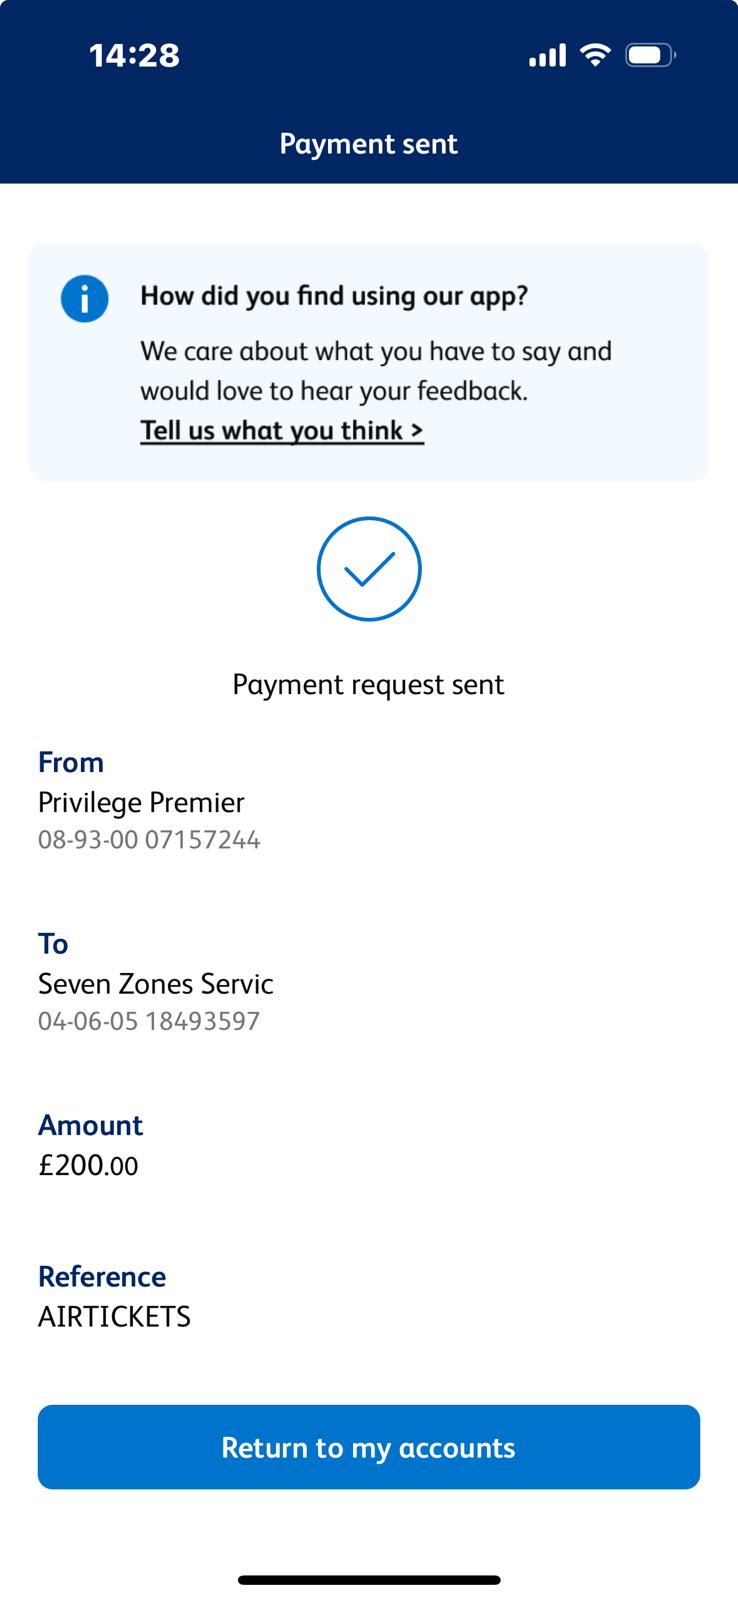 14:28
Payment sent
How did you find using our app?
We care about what you have to say and
would love to hear your feedback.
Tell us what you think >
Payment request sent
From
Privilege Premier
08-93-00 07157244
To
Seven Zones Servic
04-06-05 18493597
Amount
£200.00
Reference
AIRTICKETS
Return to my accounts